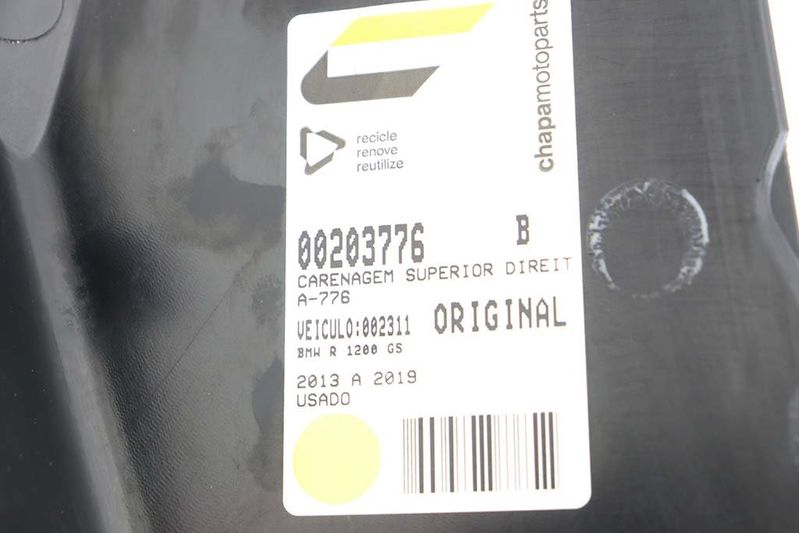 chapamotoparts
recicle
renove
reutilize
00203776 B
CARENAGEM SUPERIOR DIREIT
A-776
VEICULO:002311 ORIGINAL
BMW R 1200 GS
2013 A 2019
USADO